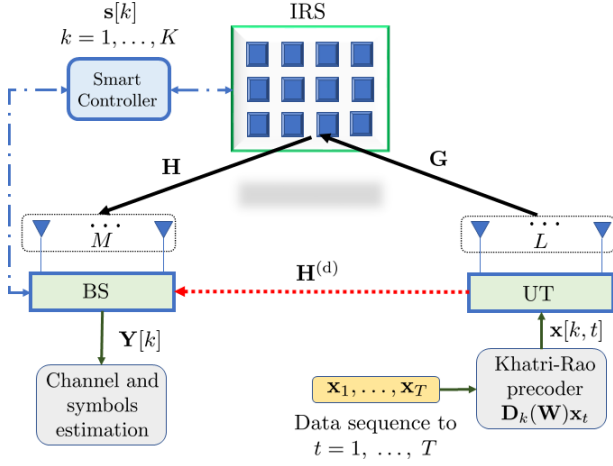 s[k]
k = 1, . . . , K
IRS
Smart
Controller
H
G
. . .
M
. . .
L
BS
H^(d)
UT
Y[k]
x[k, t]
Channel and
symbols
estimation
x_1, . . . , x_T
Data sequence to
t = 1, . . . , T
Khatri-Rao
precoder
D_k(W)x_t